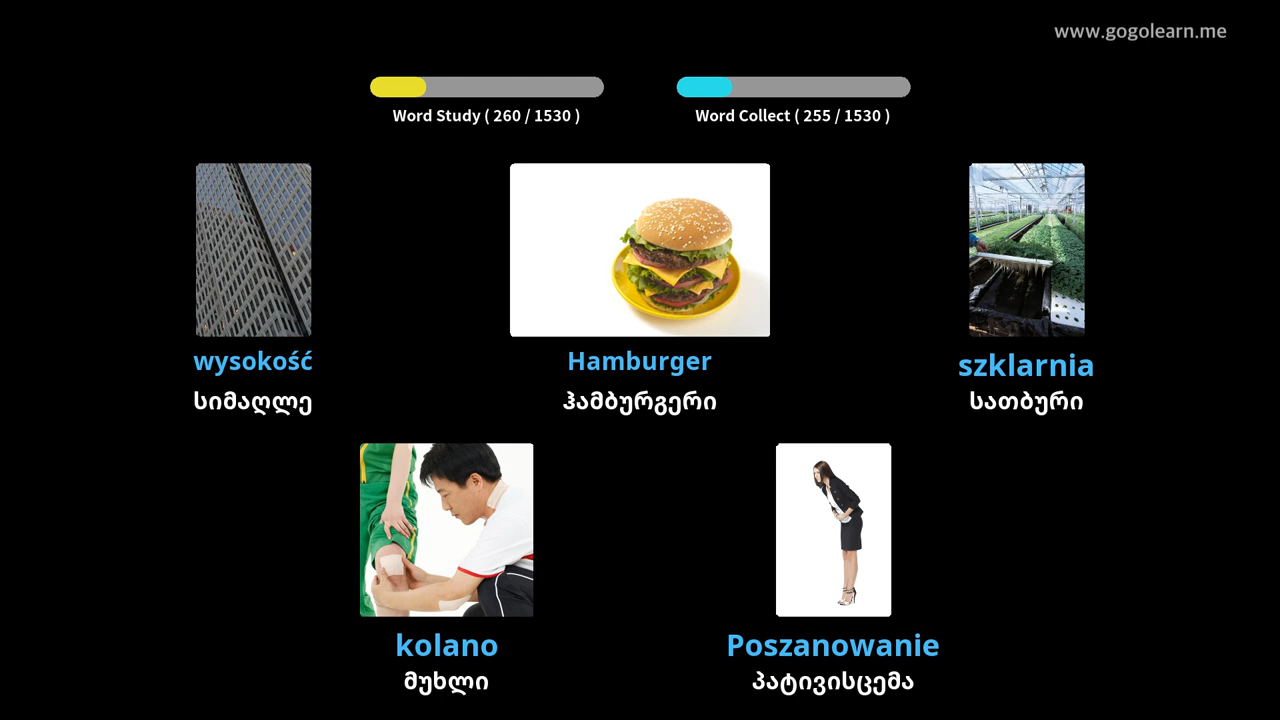 www.gogolearn.me
Word Study ( 260 / 1530 )
Word Collect ( 255 / 1530 )
wysokość
სიმაღლე
Hamburger
ჰამბურგერი
szklarnia
სათბური
kolano
მუხლი
Poszanowanie
პატივისცემა